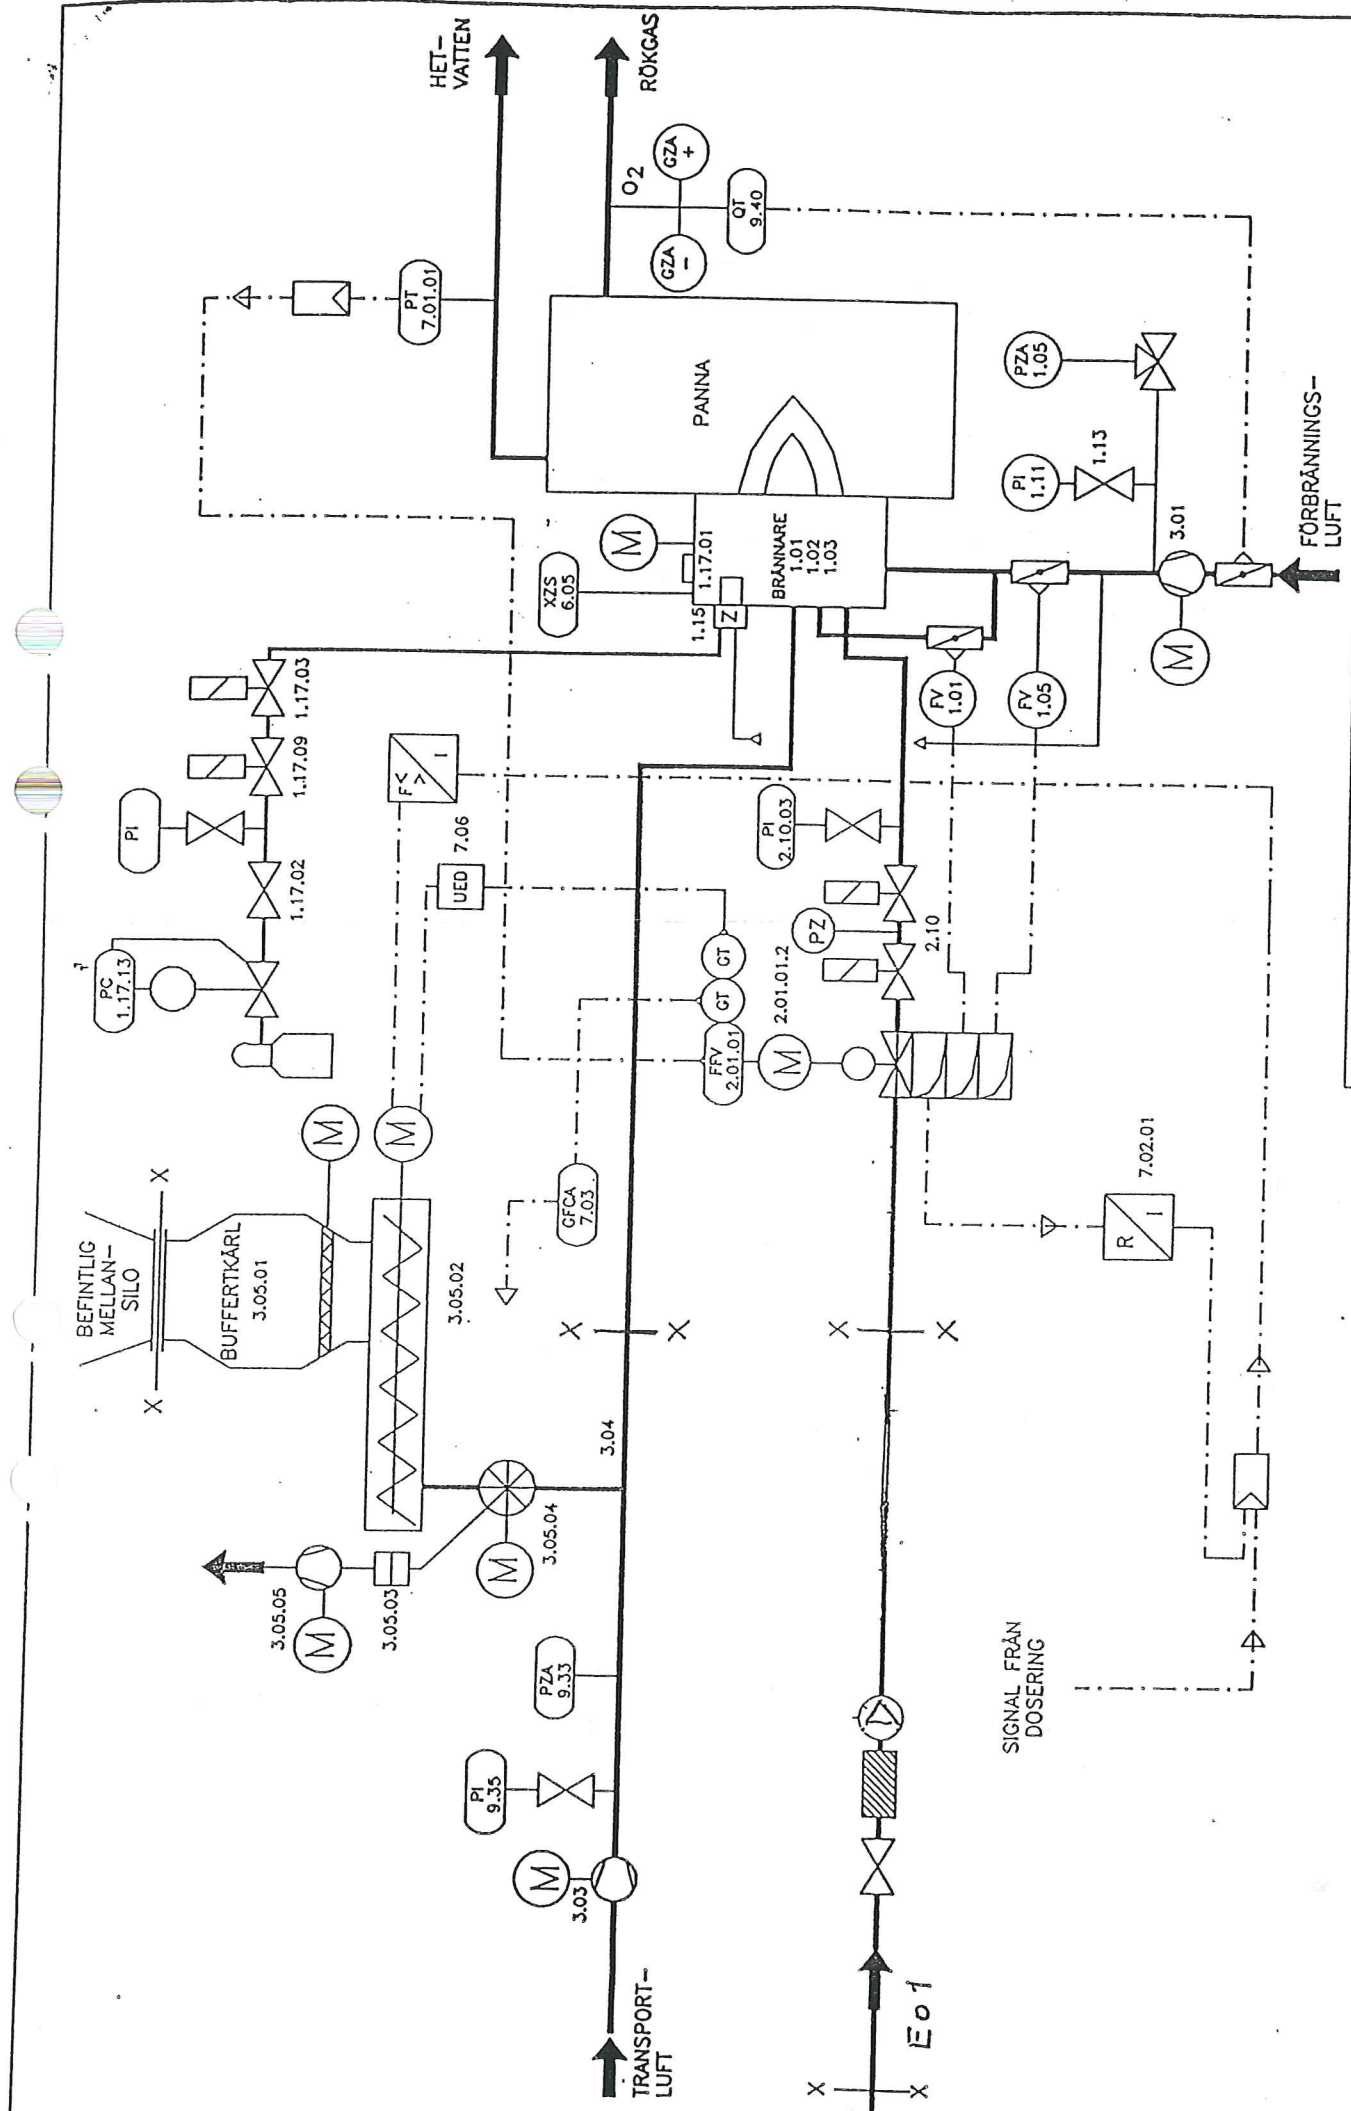 HET-
VATTEN
RÖKGAS
O2
GZA
+
GZA
-
QT
9.40
PT
7.01.01
PANNA
PZA
1.05
PI
1.11
1.13
3.01
FÖRBRÄNNINGS-
LUFT
M
XZS
6.05
M
1.17.01
BRÄNNARE
1.01
1.02
1.03
1.15
Z
FV
1.01
FV
1.05
1.17.03
1.17.09
PI
1.17.02
PC
1.17.13
F
I
7.06
UED
PI
2.10.03
PZ
2.10
GT
GT
FFV
2.01.01
M
2.01.01.2
M
M
GFCA
7.03
R
I
7.02.01
BEFINTLIG
MELLAN-
SILO
X
X
BUFFERTKÄRL
3.05.01
3.05.02
X
X
X
X
3.04
3.05.04
M
3.05.05
M
3.05.03
PZA
9.33
PI
9.35
M
3.03
TRANSPORT-
LUFT
SIGNAL FRÅN
DOSERING
E01
X
X